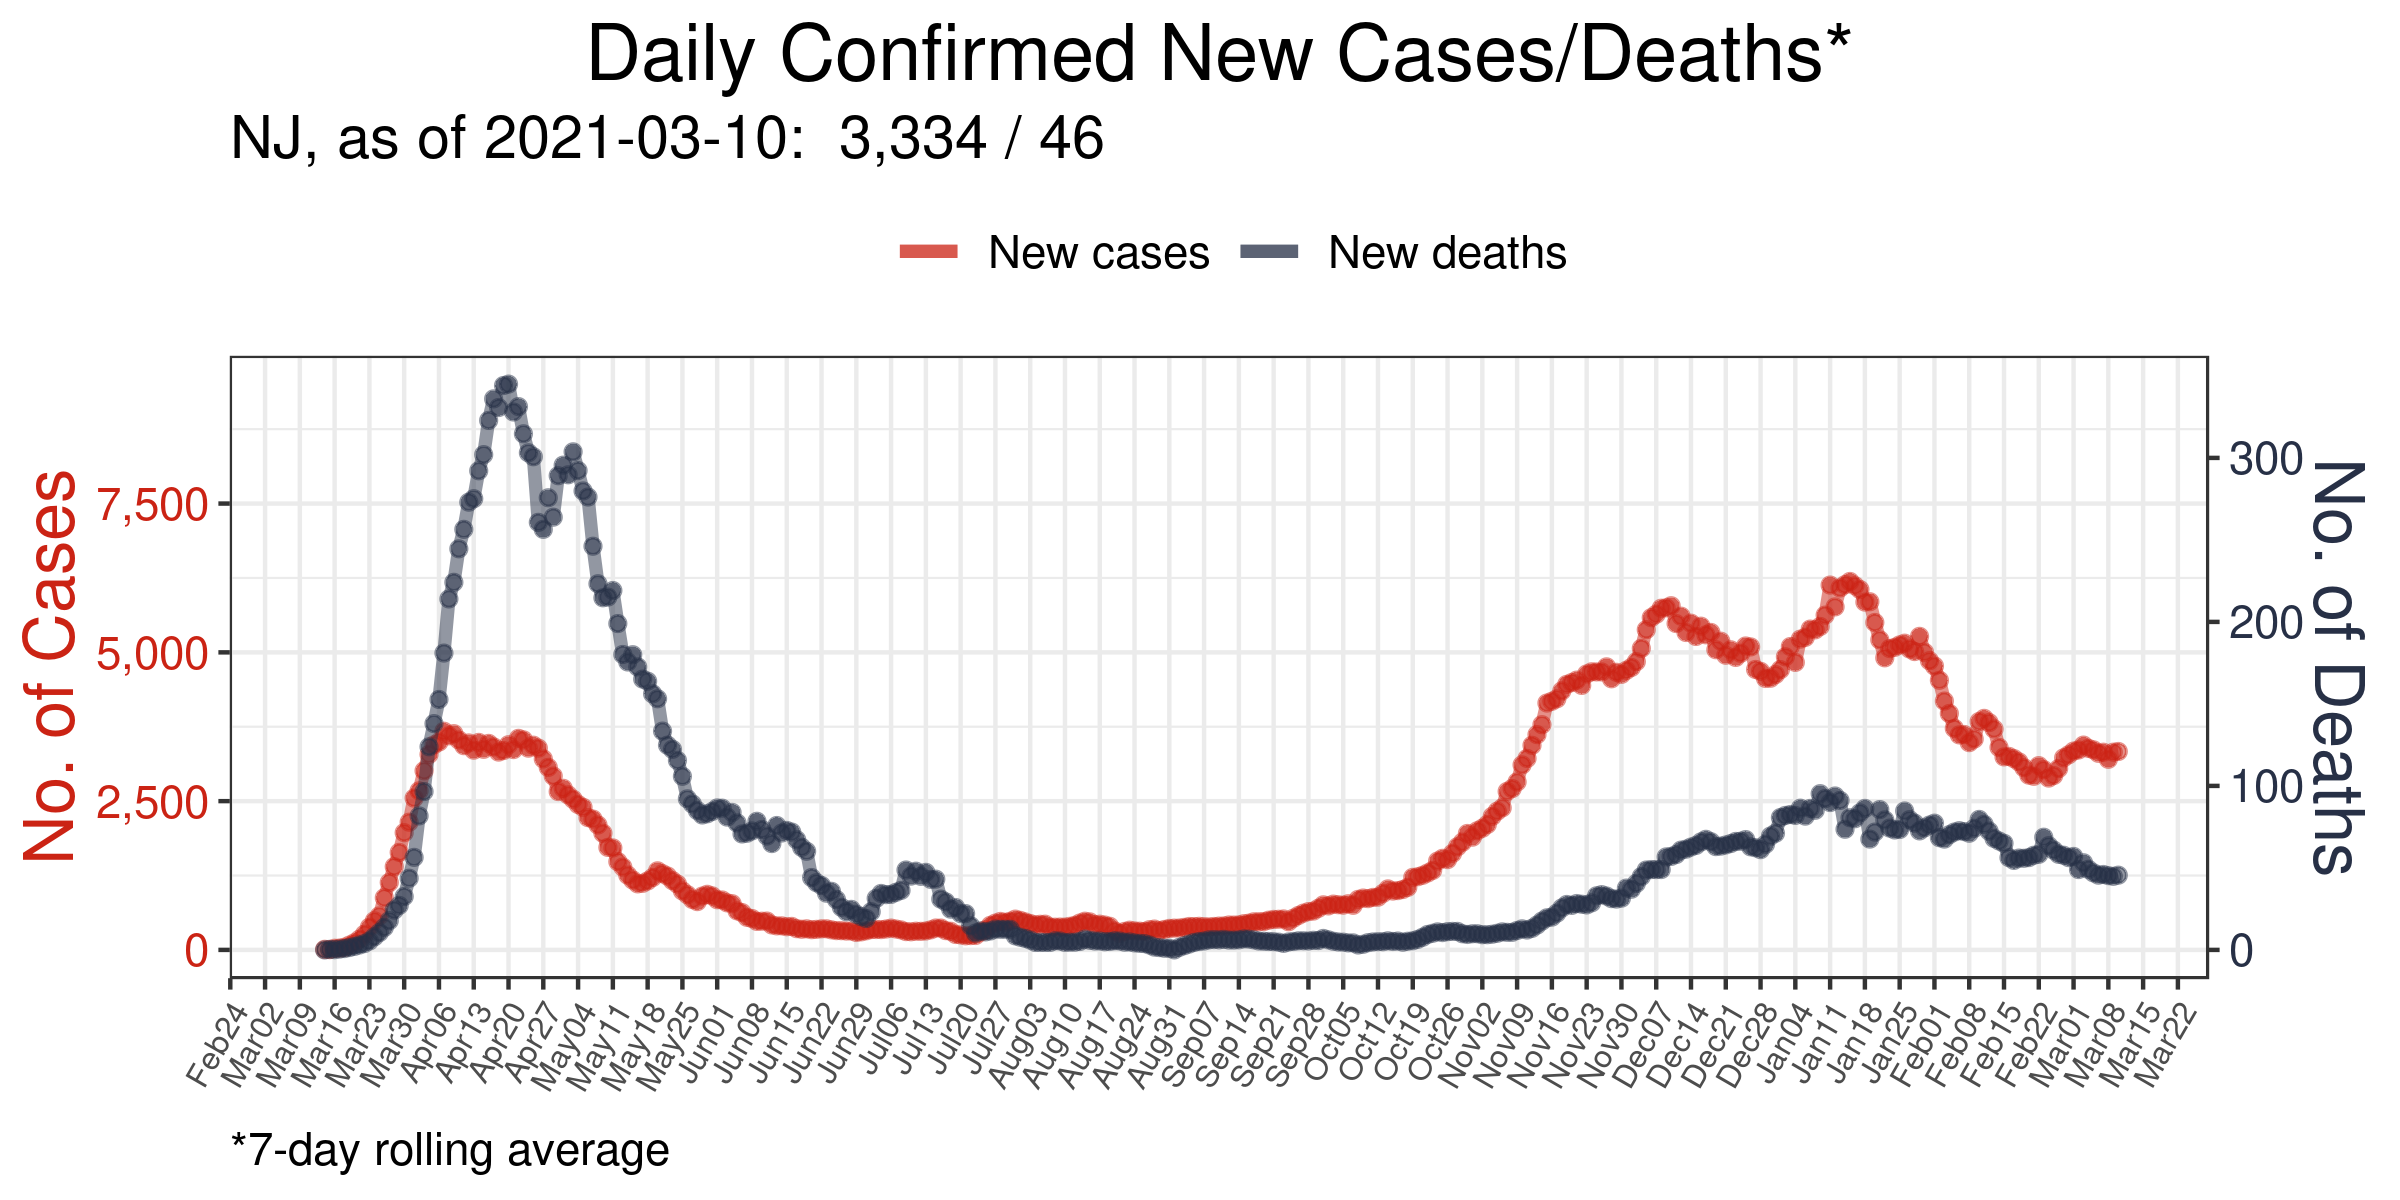 Daily Confirmed New Cases/Deaths*
NJ, as of 2021-03-10:  3,334 / 46
New cases
New deaths
No. of Cases
7,500
5,000
2,500
0
300
200
100
0
No. of Deaths
Feb24
Mar02
Mar09
Mar16
Mar23
Mar30
Apr06
Apr13
Apr20
Apr27
May04
May11
May18
May25
Jun01
Jun08
Jun15
Jun22
Jun29
Jul06
Jul13
Jul20
Jul27
Aug03
Aug10
Aug17
Aug24
Aug31
Sep07
Sep14
Sep21
Sep28
Oct05
Oct12
Oct19
Oct26
Nov02
Nov09
Nov16
Nov23
Nov30
Dec07
Dec14
Dec21
Dec28
Jan04
Jan11
Jan18
Jan25
Feb01
Feb08
Feb15
Feb22
Mar01
Mar08
Mar15
Mar22
*7-day rolling average